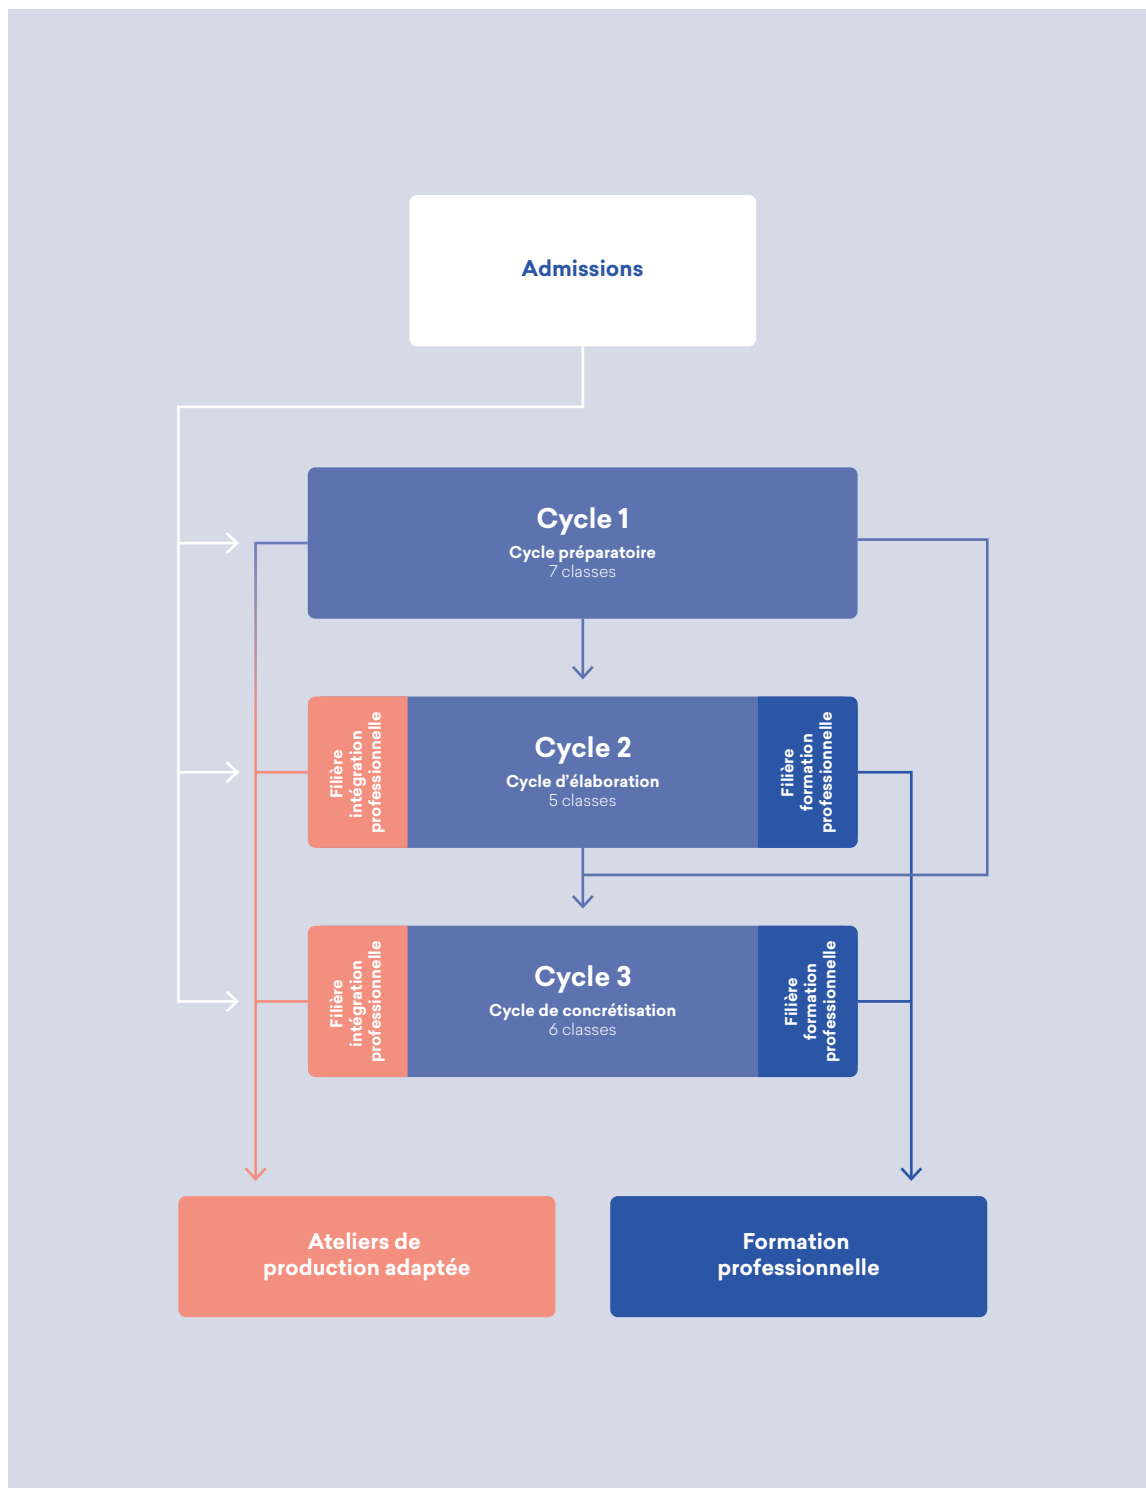 Admissions
Cycle 1
Cycle préparatoire
7 classes
Filière
intégration
professionnelle
Cycle 2
Cycle d’élaboration
5 classes
Filière
formation
professionnelle
Filière
intégration
professionnelle
Cycle 3
Cycle de concrétisation
6 classes
Filière
formation
professionnelle
Ateliers de
production adaptée
Formation
professionnelle